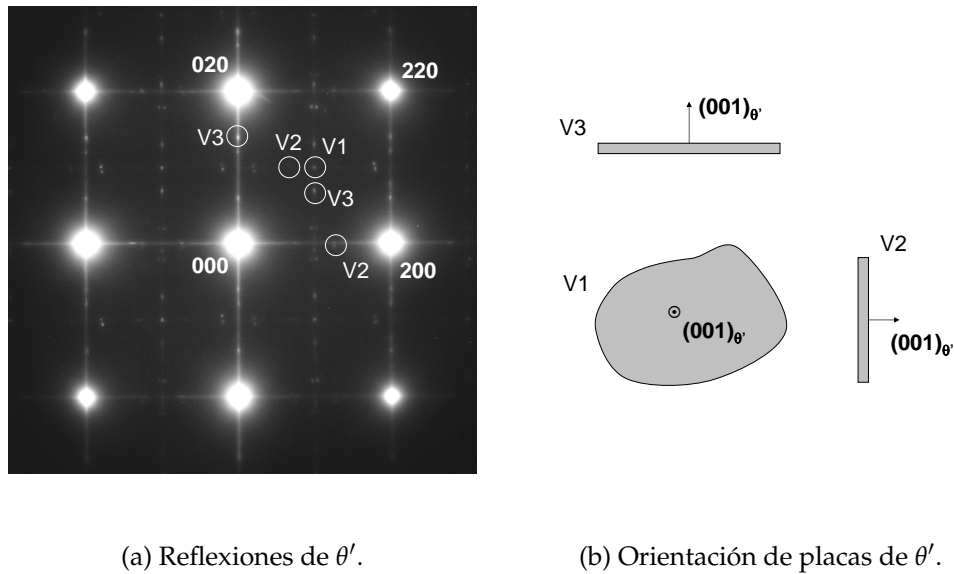 020
220
V3
V2
V1
V3
000
V2
200
V3
(001)θ'
V2
V1
(001)θ'
(001)θ'
(a) Reflexiones de θ′.
(b) Orientación de placas de θ′.